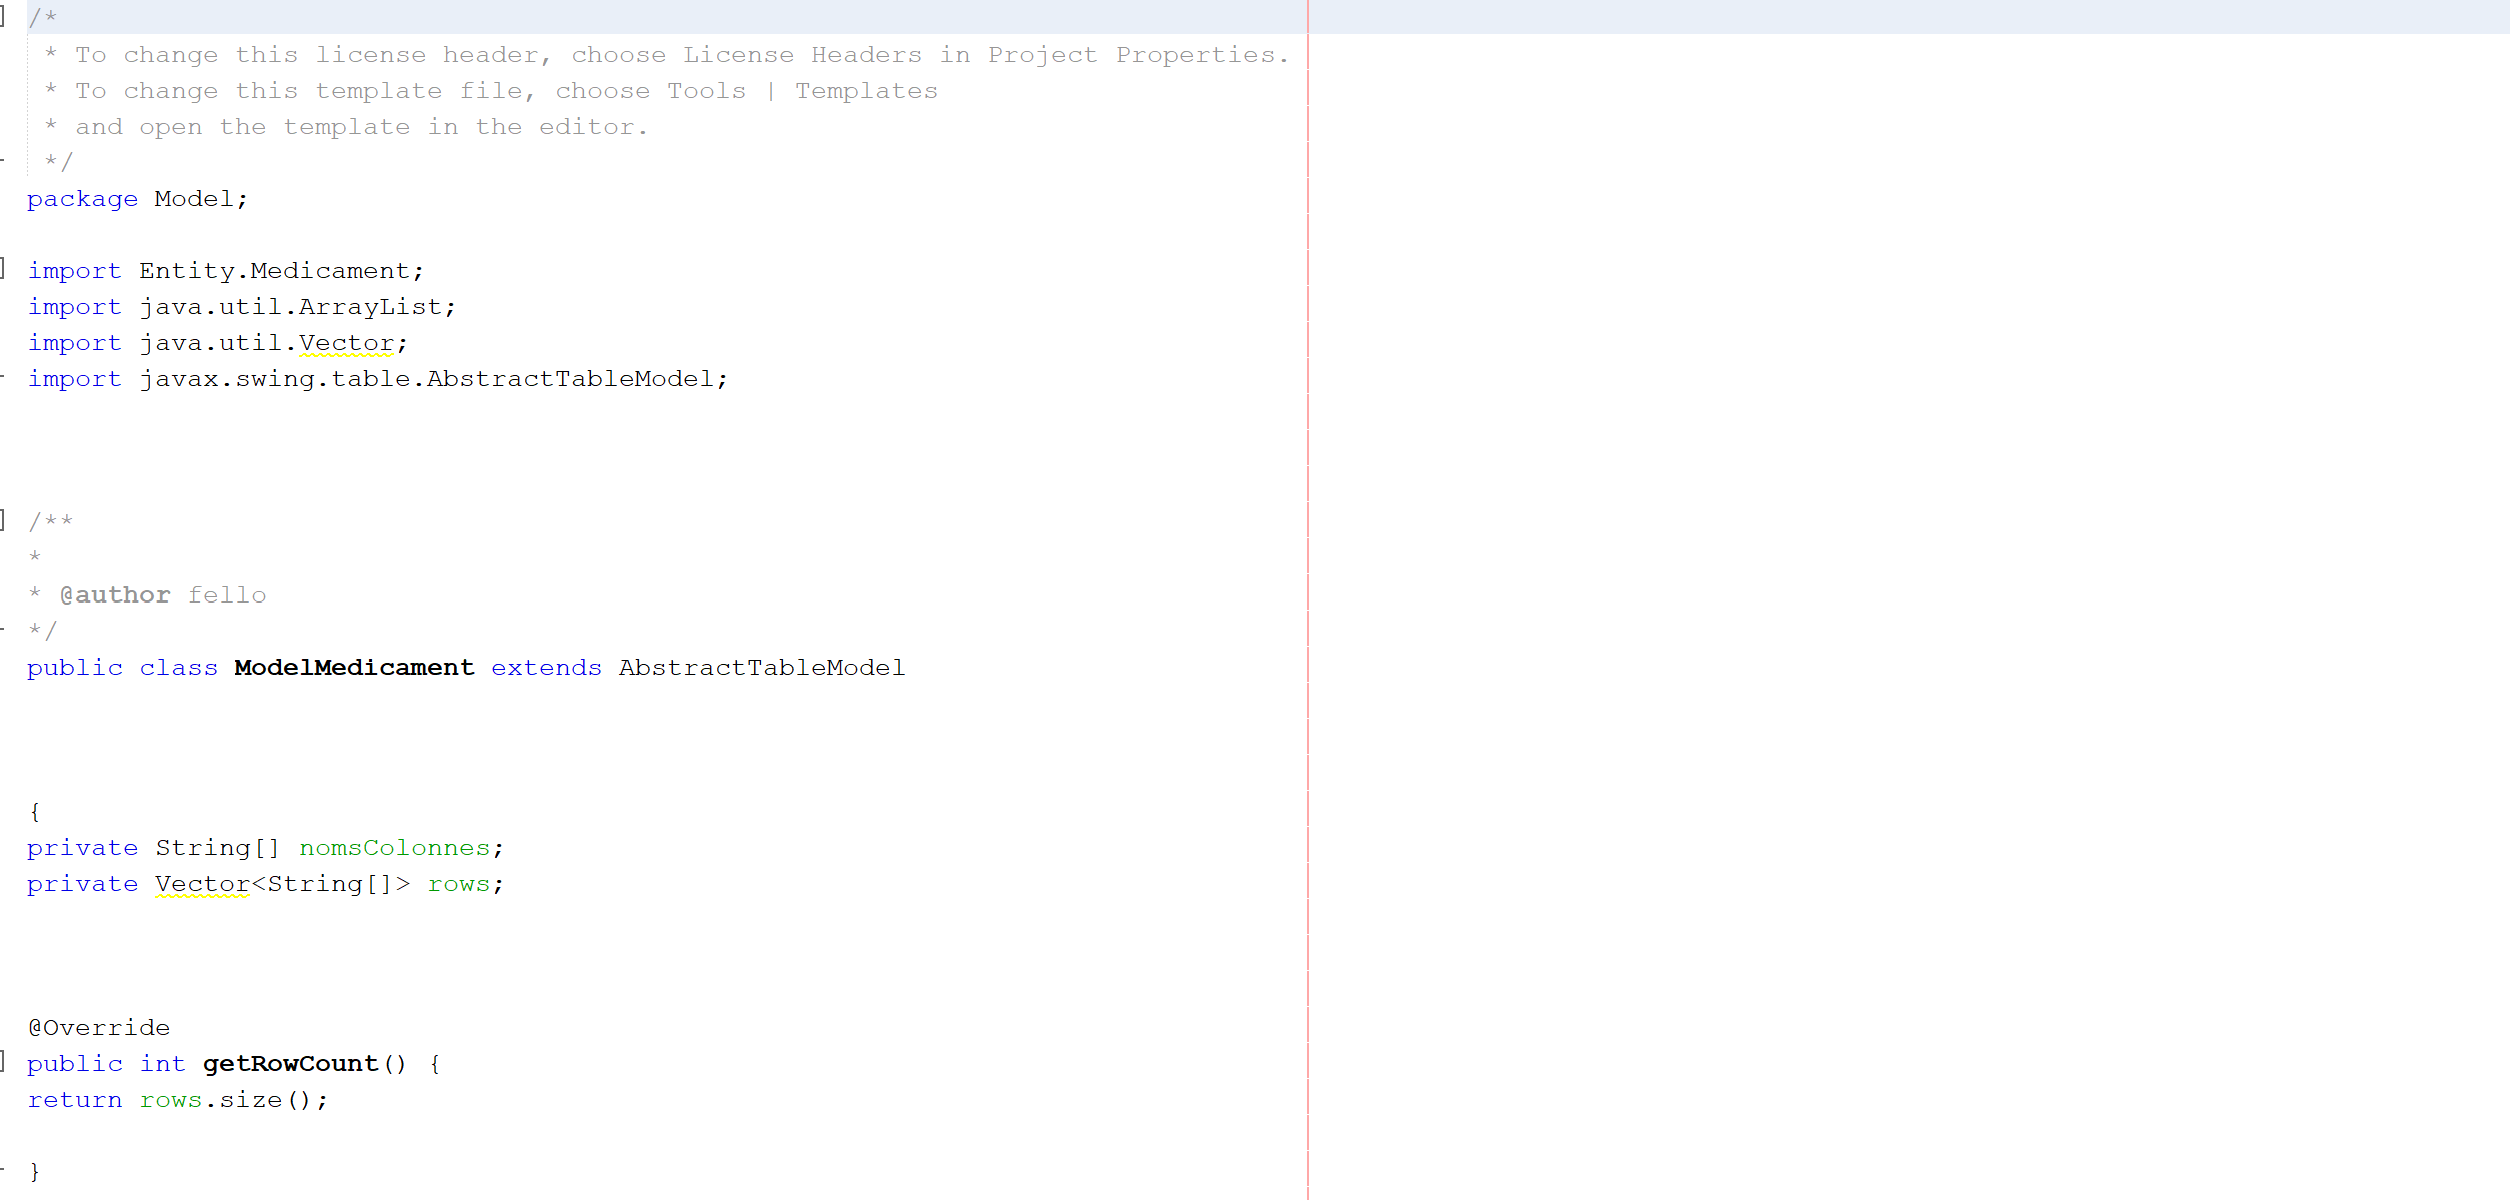 /*
 * To change this license header, choose License Headers in Project Properties.
 * To change this template file, choose Tools | Templates
 * and open the template in the editor.
 */
package Model;
import Entity.Medicament;
import java.util.ArrayList;
import java.util.Vector;
import javax.swing.table.AbstractTableModel;
/**
*
* @author fello
*/
public class ModelMedicament extends AbstractTableModel
{
private String[] nomsColonnes;
private Vector<String[]> rows;
@Override
public int getRowCount() {
return rows.size();
}